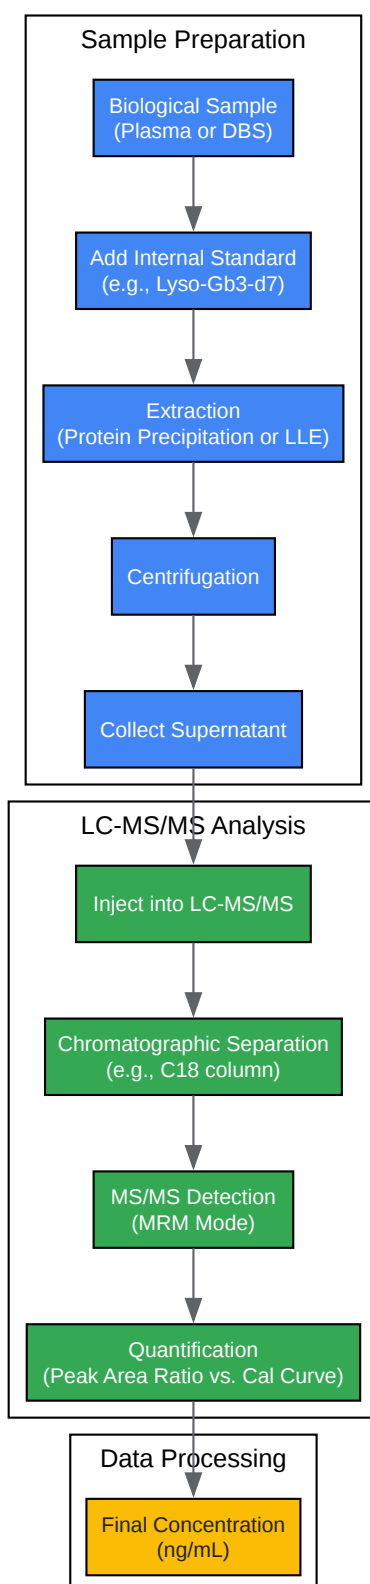 Sample Preparation
Biological Sample
(Plasma or DBS)
Add Internal Standard
(e.g., Lyso-Gb3-d7)
Extraction
(Protein Precipitation or LLE)
Centrifugation
Collect Supernatant
LC-MS/MS Analysis
Inject into LC-MS/MS
Chromatographic Separation
(e.g., C18 column)
MS/MS Detection
(MRM Mode)
Quantification
(Peak Area Ratio vs. Cal Curve)
Data Processing
Final Concentration
(ng/mL)